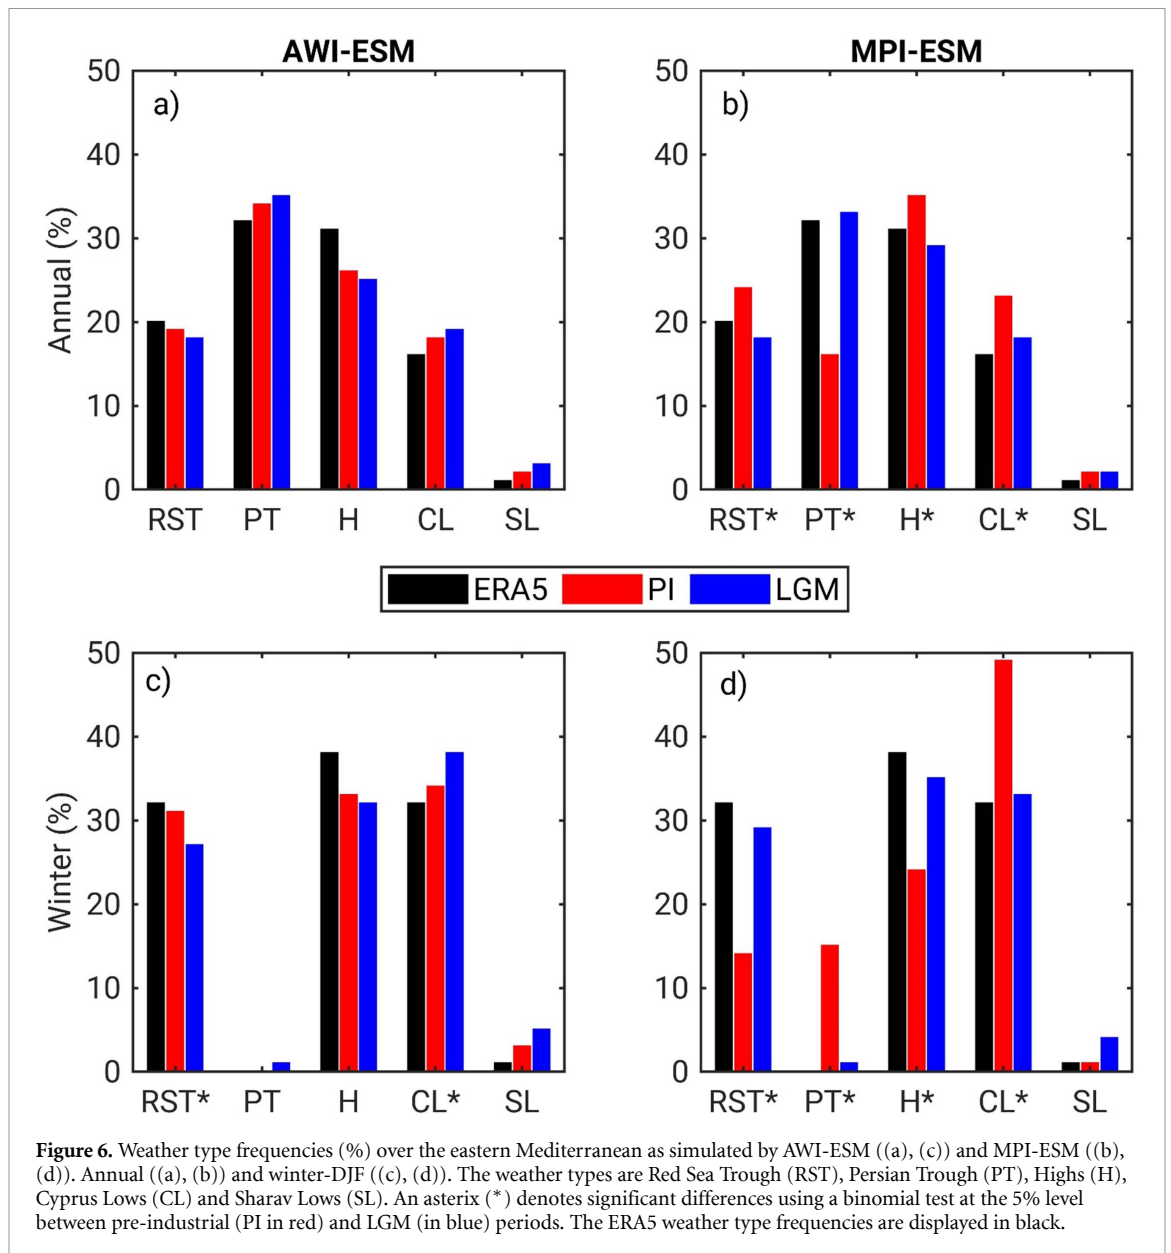 AWI-ESM
MPI-ESM
a)
50
40
30
20
10
0
Annual (%)
RST PT H CL SL
b)
50
40
30
20
10
0
RST* PT* H* CL* SL
ERA5 PI LGM
c)
50
40
30
20
10
0
Winter (%)
RST* PT H CL* SL
d)
50
40
30
20
10
0
RST* PT* H* CL* SL
Figure 6. Weather type frequencies (%) over the eastern Mediterranean as simulated by AWI-ESM ((a), (c)) and MPI-ESM ((b),
(d)). Annual ((a), (b)) and winter-DJF ((c), (d)). The weather types are Red Sea Trough (RST), Persian Trough (PT), Highs (H),
Cyprus Lows (CL) and Sharav Lows (SL). An asterix (*) denotes significant differences using a binomial test at the 5% level
between pre-industrial (PI in red) and LGM (in blue) periods. The ERA5 weather type frequencies are displayed in black.